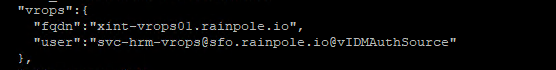 "vrops":{
"fqdn":"xint-vrops01.rainpole.io",
"user":"svc-hrm-vrops@sfo.rainpole.io@vIDMAuthSource"
},